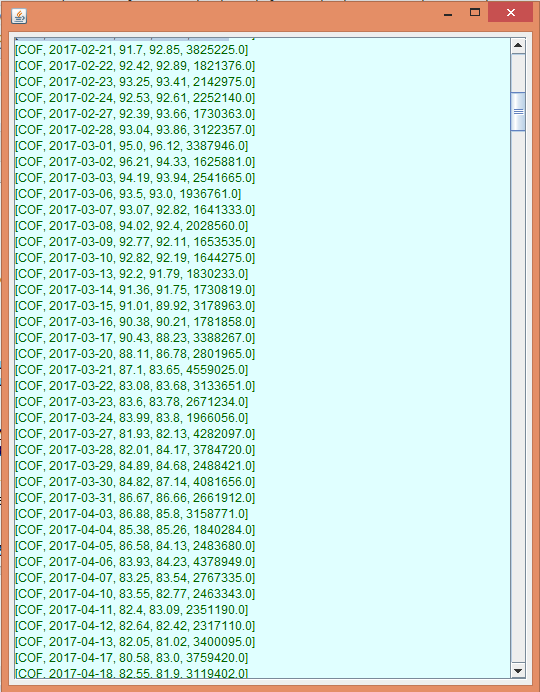 [COF, 2017-02-21, 91.7, 92.85, 3825225.0]
[COF, 2017-02-22, 92.42, 92.89, 1821376.0]
[COF, 2017-02-23, 93.25, 93.41, 2142975.0]
[COF, 2017-02-24, 92.53, 92.61, 2252140.0]
[COF, 2017-02-27, 92.39, 93.66, 1730363.0]
[COF, 2017-02-28, 93.04, 93.86, 3122357.0]
[COF, 2017-03-01, 95.0, 96.12, 3387946.0]
[COF, 2017-03-02, 96.21, 94.33, 1625881.0]
[COF, 2017-03-03, 94.19, 93.94, 2541665.0]
[COF, 2017-03-06, 93.5, 93.0, 1936761.0]
[COF, 2017-03-07, 93.07, 92.82, 1641333.0]
[COF, 2017-03-08, 94.02, 92.4, 2028560.0]
[COF, 2017-03-09, 92.77, 92.11, 1653535.0]
[COF, 2017-03-10, 92.82, 92.19, 1644275.0]
[COF, 2017-03-13, 92.2, 91.79, 1830233.0]
[COF, 2017-03-14, 91.36, 91.75, 1730819.0]
[COF, 2017-03-15, 91.01, 89.92, 3178963.0]
[COF, 2017-03-16, 90.38, 90.21, 1781858.0]
[COF, 2017-03-17, 90.43, 88.23, 3388267.0]
[COF, 2017-03-20, 88.11, 86.78, 2801965.0]
[COF, 2017-03-21, 87.1, 83.65, 4559025.0]
[COF, 2017-03-22, 83.08, 83.68, 3133651.0]
[COF, 2017-03-23, 83.6, 83.78, 2671234.0]
[COF, 2017-03-24, 83.99, 83.8, 1966056.0]
[COF, 2017-03-27, 81.93, 82.13, 4282097.0]
[COF, 2017-03-28, 82.01, 84.17, 3784720.0]
[COF, 2017-03-29, 84.89, 84.68, 2488421.0]
[COF, 2017-03-30, 84.82, 87.14, 4081656.0]
[COF, 2017-03-31, 86.67, 86.66, 2661912.0]
[COF, 2017-04-03, 86.88, 85.8, 3158771.0]
[COF, 2017-04-04, 85.38, 85.26, 1840284.0]
[COF, 2017-04-05, 86.58, 84.13, 2483680.0]
[COF, 2017-04-06, 83.93, 84.23, 4378949.0]
[COF, 2017-04-07, 83.25, 83.54, 2767335.0]
[COF, 2017-04-10, 83.55, 82.77, 2463343.0]
[COF, 2017-04-11, 82.4, 83.09, 2351190.0]
[COF, 2017-04-12, 82.64, 82.42, 2317110.0]
[COF, 2017-04-13, 82.05, 81.02, 3400095.0]
[COF, 2017-04-17, 80.58, 83.0, 3759420.0]
[COF, 2017-04-18, 82.55, 81.9, 3119402.0]